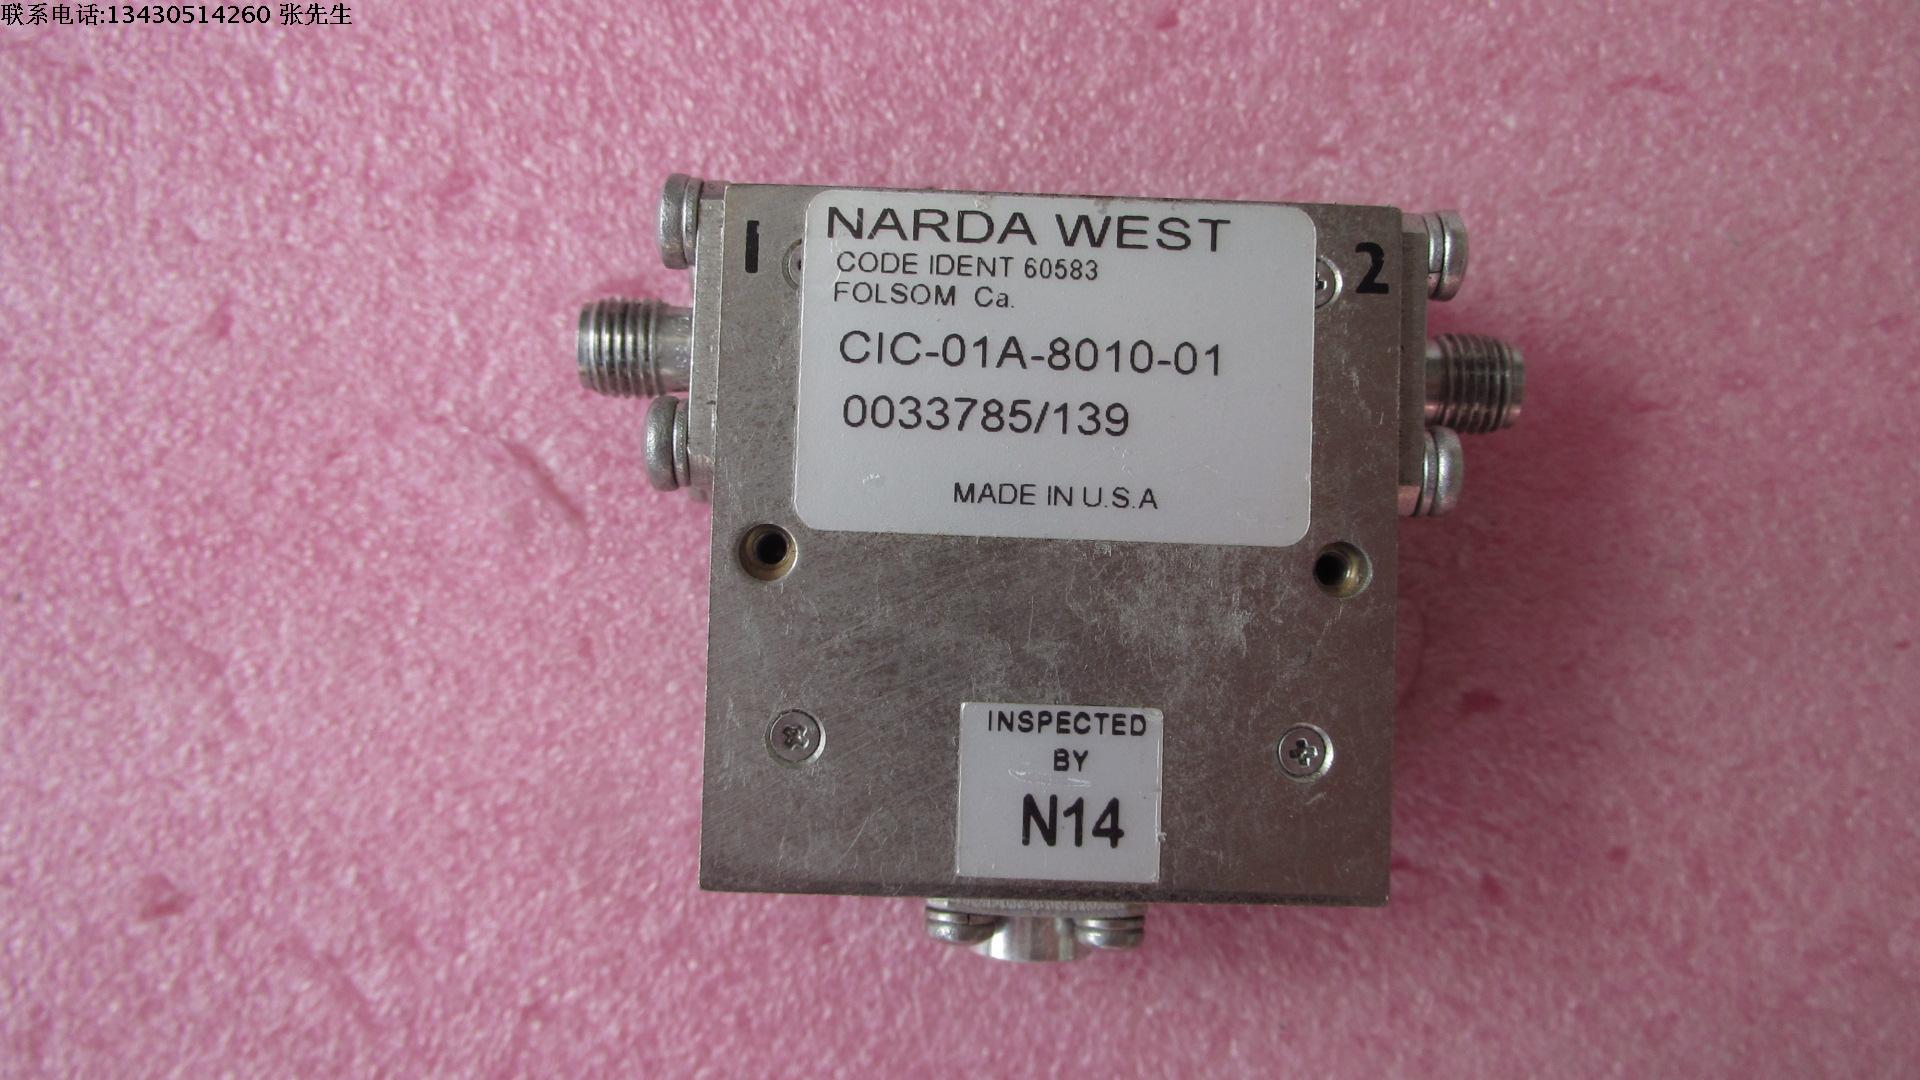 联系电话:13430514260 张先生
1
2
NARDA WEST
CODE IDENT 60583
FOLSOM Ca.
CIC-01A-8010-01
0033785/139
MADE IN U.S.A
INSPECTED
BY
N14